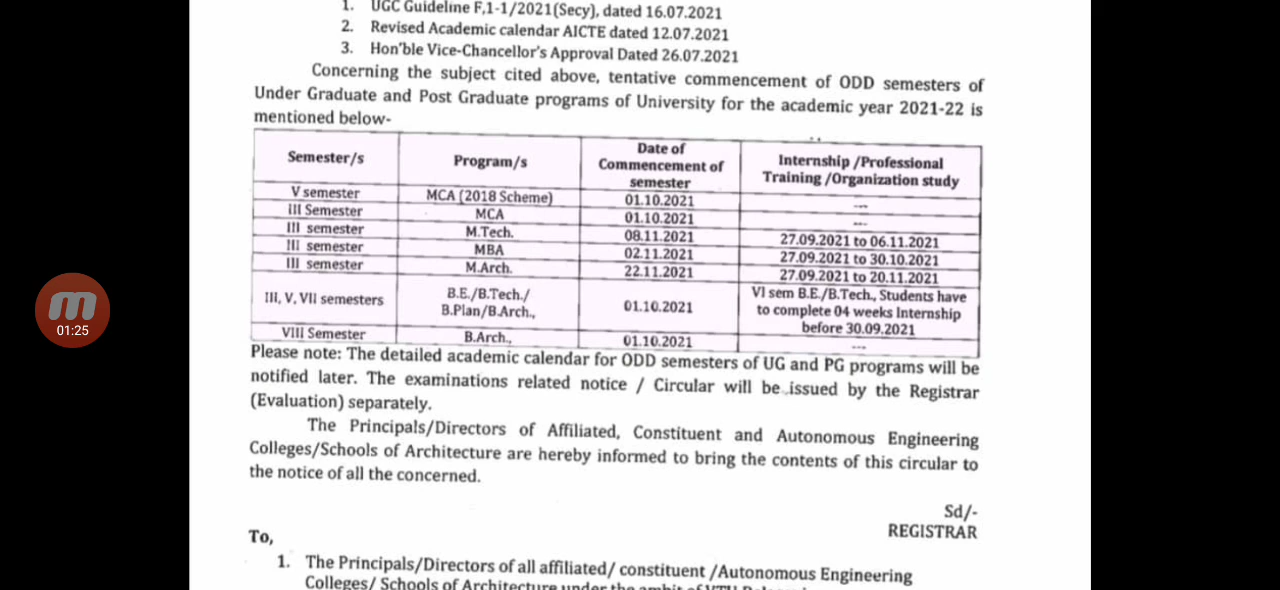 1. UGC Guideline F,1-1/2021(Secy), dated 16.07.2021
2. Revised Academic calendar AICTE dated 12.07.2021
3. Hon'ble Vice-Chancellor's Approval Dated 26.07.2021
Concerning the subject cited above, tentative commencement of ODD semesters of
Under Graduate and Post Graduate programs of University for the academic year 2021-22 is
mentioned below-
Semester/s Program/s Date of Commencement of semester Internship /Professional Training /Organization study
V semester MCA (2018 Scheme) 01.10.2021 ---
III Semester MCA 01.10.2021 ---
III semester M.Tech. 08.11.2021 27.09.2021 to 06.11.2021
III semester MBA 02.11.2021 27.09.2021 to 30.10.2021
III semester M.Arch. 22.11.2021 27.09.2021 to 20.11.2021
III, V, VII semesters B.E./B.Tech./ B.Plan/B.Arch., 01.10.2021 VI sem B.E./B.Tech., Students have to complete 04 weeks Internship before 30.09.2021
VIII Semester B.Arch., 01.10.2021 ---
Please note: The detailed academic calendar for ODD semesters of UG and PG programs will be
notified later. The examinations related notice / Circular will be issued by the Registrar
(Evaluation) separately.
The Principals/Directors of Affiliated, Constituent and Autonomous Engineering
Colleges/Schools of Architecture are hereby informed to bring the contents of this circular to
the notice of all the concerned.
Sd/-
REGISTRAR
To,
1. The Principals/Directors of all affiliated/ constituent /Autonomous Engineering
Colleges/ Schools of Architecture under the ambit of VTU
01:25